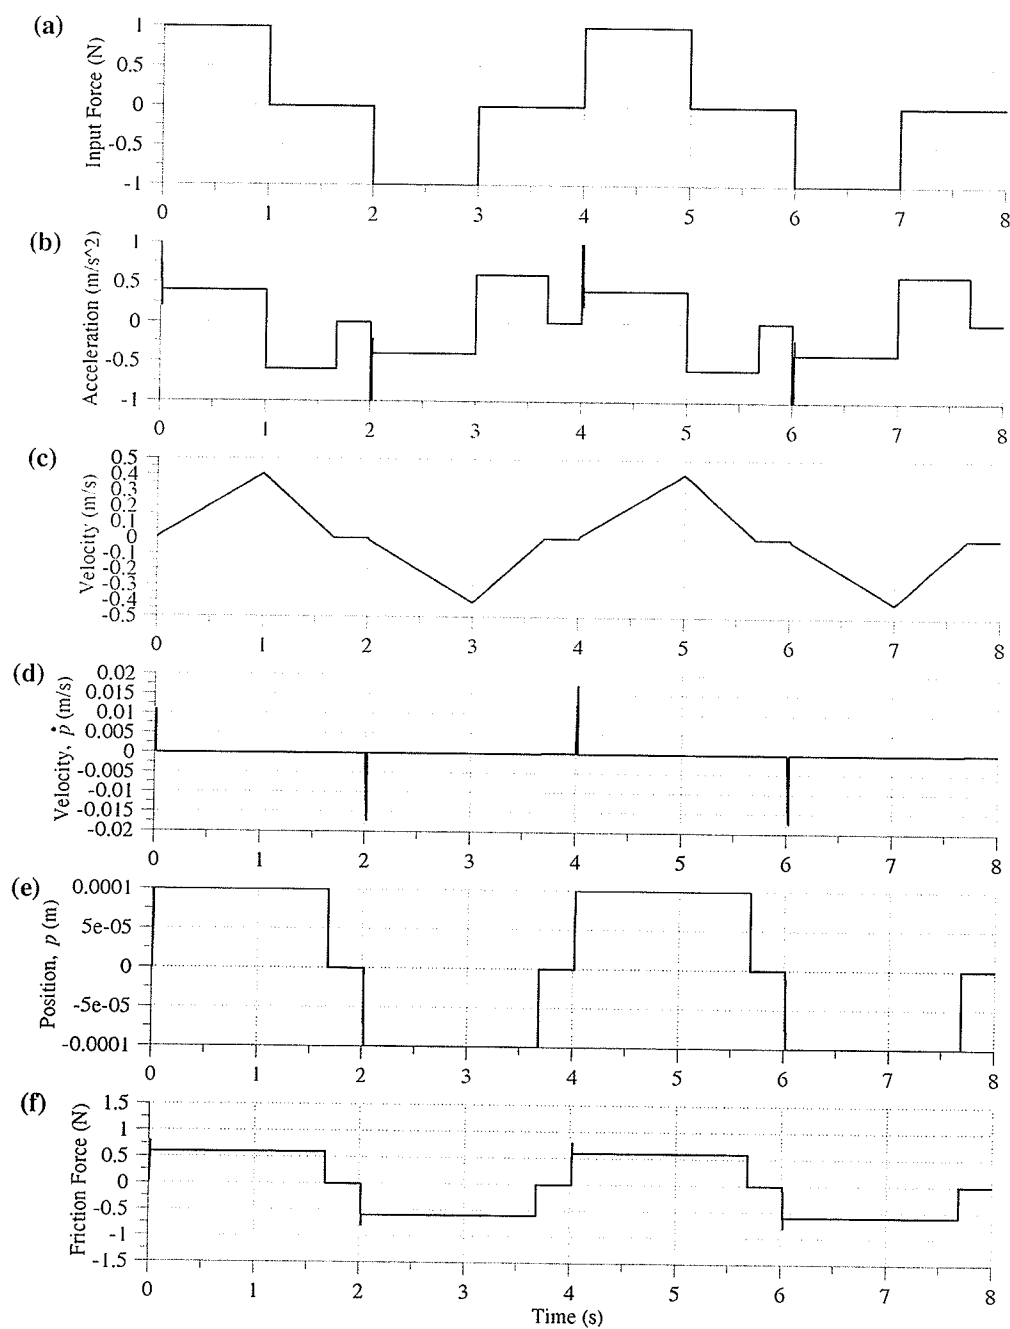 (a)
Input Force (N)
1
0.5
0
-0.5
-1
0 1 2 3 4 5 6 7 8
(b)
Acceleration (m/s^2)
1
0.5
0
-0.5
-1
0 1 2 3 4 5 6 7 8
(c)
Velocity (m/s)
0.5
0.4
0.3
0.2
0.1
0
-0.1
-0.2
-0.3
-0.4
-0.5
0 1 2 3 4 5 6 7 8
(d)
Velocity, ṗ (m/s)
0.02
0.015
0.01
0.005
0
-0.005
-0.01
-0.015
-0.02
0 1 2 3 4 5 6 7 8
(e)
Position, p (m)
0.0001
5e-05
0
-5e-05
-0.0001
0 1 2 3 4 5 6 7 8
(f)
Friction Force (N)
1.5
1
0.5
0
-0.5
-1
-1.5
0 1 2 3 4 5 6 7 8
Time (s)